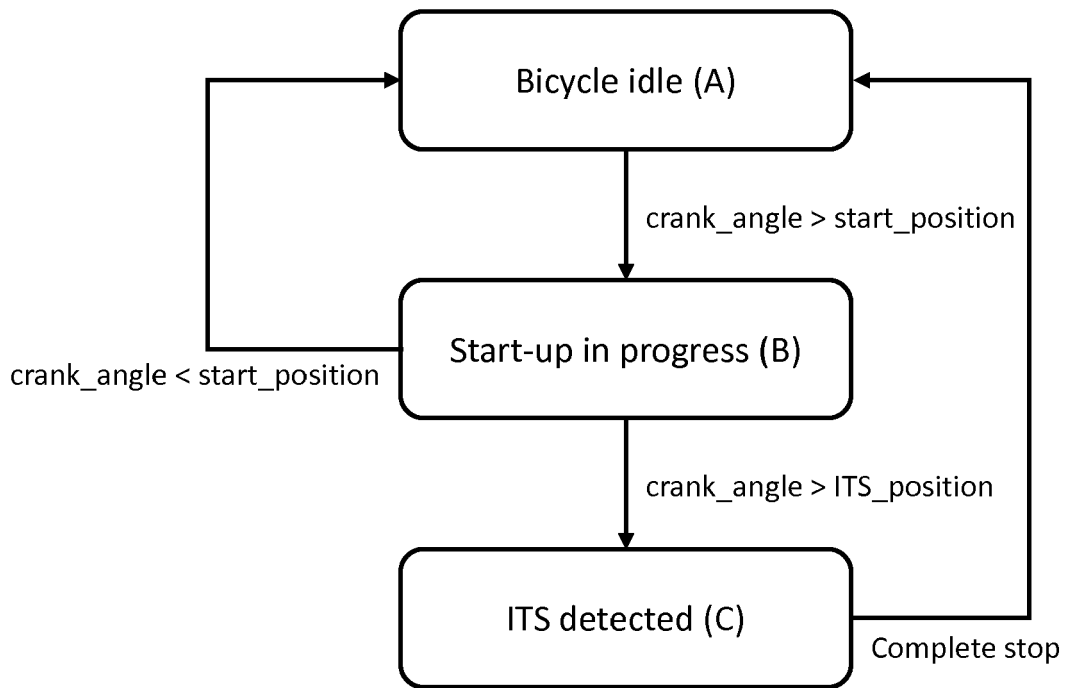 Bicycle idle (A)
crank_angle > start_position
Start-up in progress (B)
crank_angle < start_position
crank_angle > ITS_position
ITS detected (C)
Complete stop